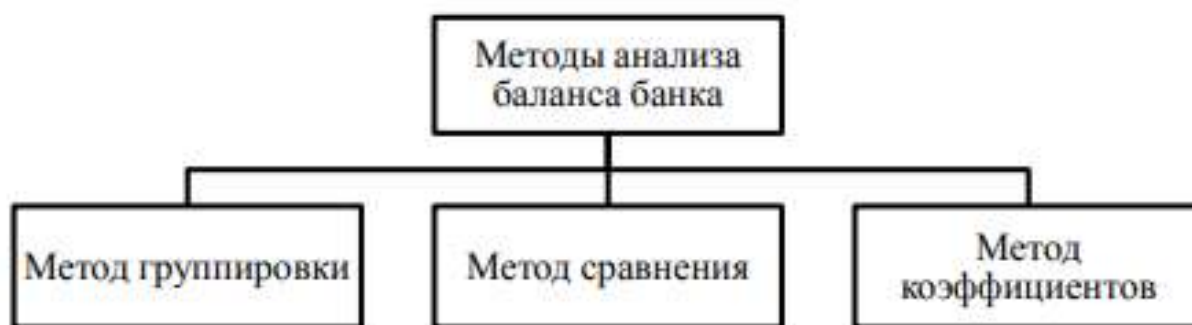 Методы анализа
баланса банка
Метод группировки
Метод сравнения
Метод
коэффициентов